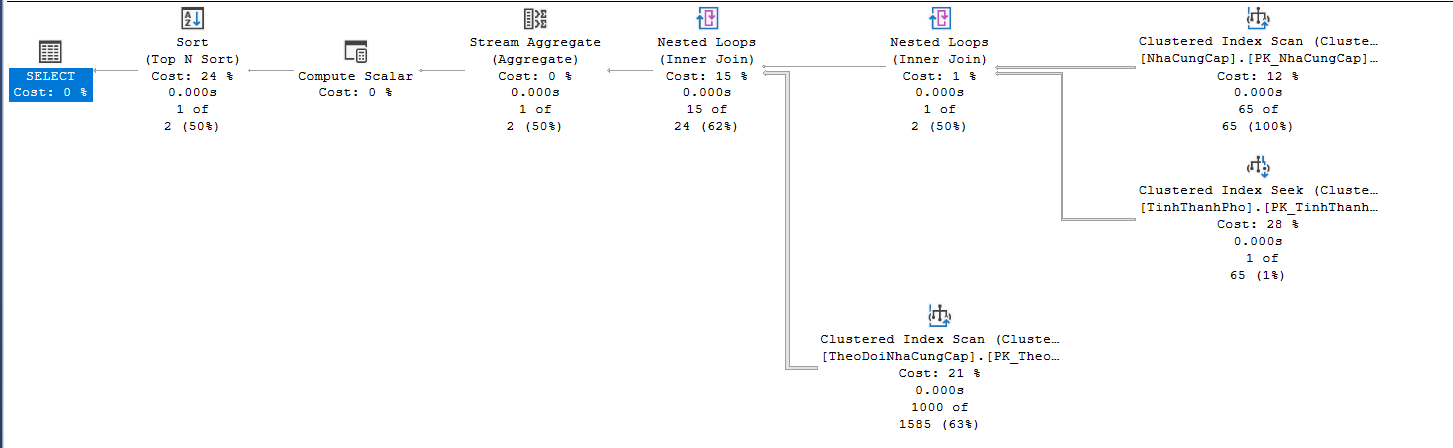 SELECT
Cost: 0 %
Sort
(Top N Sort)
Cost: 24 %
0.000s
1 of
2 (50%)
Compute Scalar
Cost: 0 %
Stream Aggregate
(Aggregate)
Cost: 0 %
0.000s
1 of
2 (50%)
Nested Loops
(Inner Join)
Cost: 15 %
0.000s
15 of
24 (62%)
Nested Loops
(Inner Join)
Cost: 1 %
0.000s
1 of
2 (50%)
Clustered Index Scan (Cluste…
[NhaCungCap].[PK_NhaCungCap]…
Cost: 12 %
0.000s
65 of
65 (100%)
Clustered Index Seek (Cluste…
[TinhThanhPho].[PK_TinhThanh…
Cost: 28 %
0.000s
1 of
65 (1%)
Clustered Index Scan (Cluste…
[TheoDoiNhaCungCap].[PK_Theo…
Cost: 21 %
0.000s
1000 of
1585 (63%)